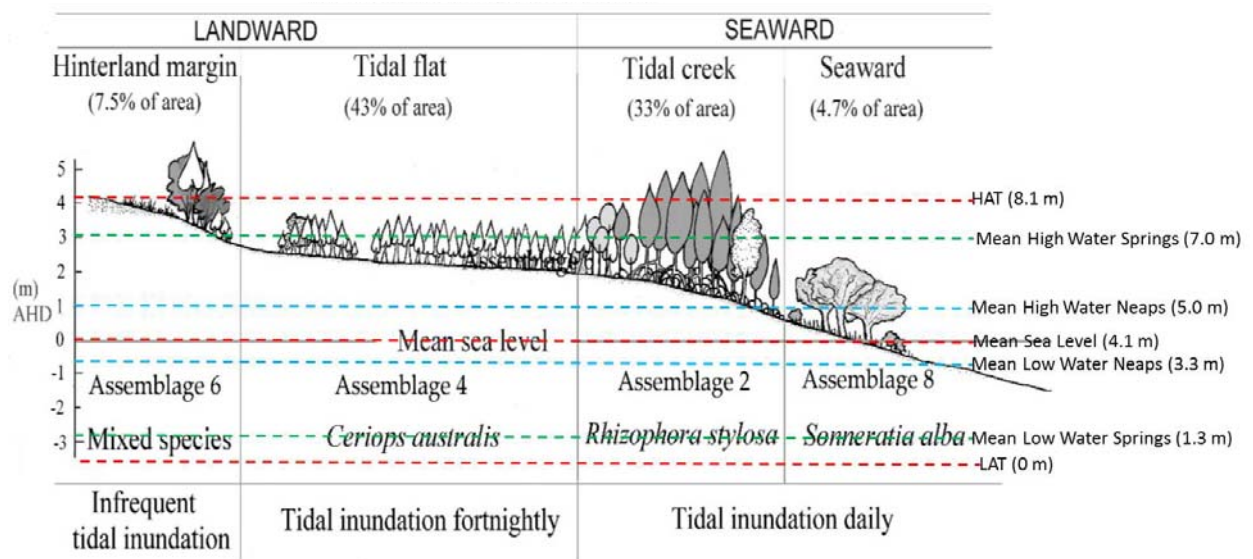 LANDWARD
SEAWARD
Hinterland margin
(7.5% of area)
Tidal flat
(43% of area)
Tidal creek
(33% of area)
Seaward
(4.7% of area)
5
4
3
2
1
0
-1
-2
-3
(m)
AHD
HAT (8.1 m)
Mean High Water Springs (7.0 m)
Assemblage
Mean High Water Neaps (5.0 m)
Mean sea level
Mean Sea Level (4.1 m)
Mean Low Water Neaps (3.3 m)
Assemblage 6
Assemblage 4
Assemblage 2
Assemblage 8
Mixed species
Ceriops australis
Rhizophora stylosa
Sonneratia alba
Mean Low Water Springs (1.3 m)
LAT (0 m)
Infrequent
tidal inundation
Tidal inundation fortnightly
Tidal inundation daily